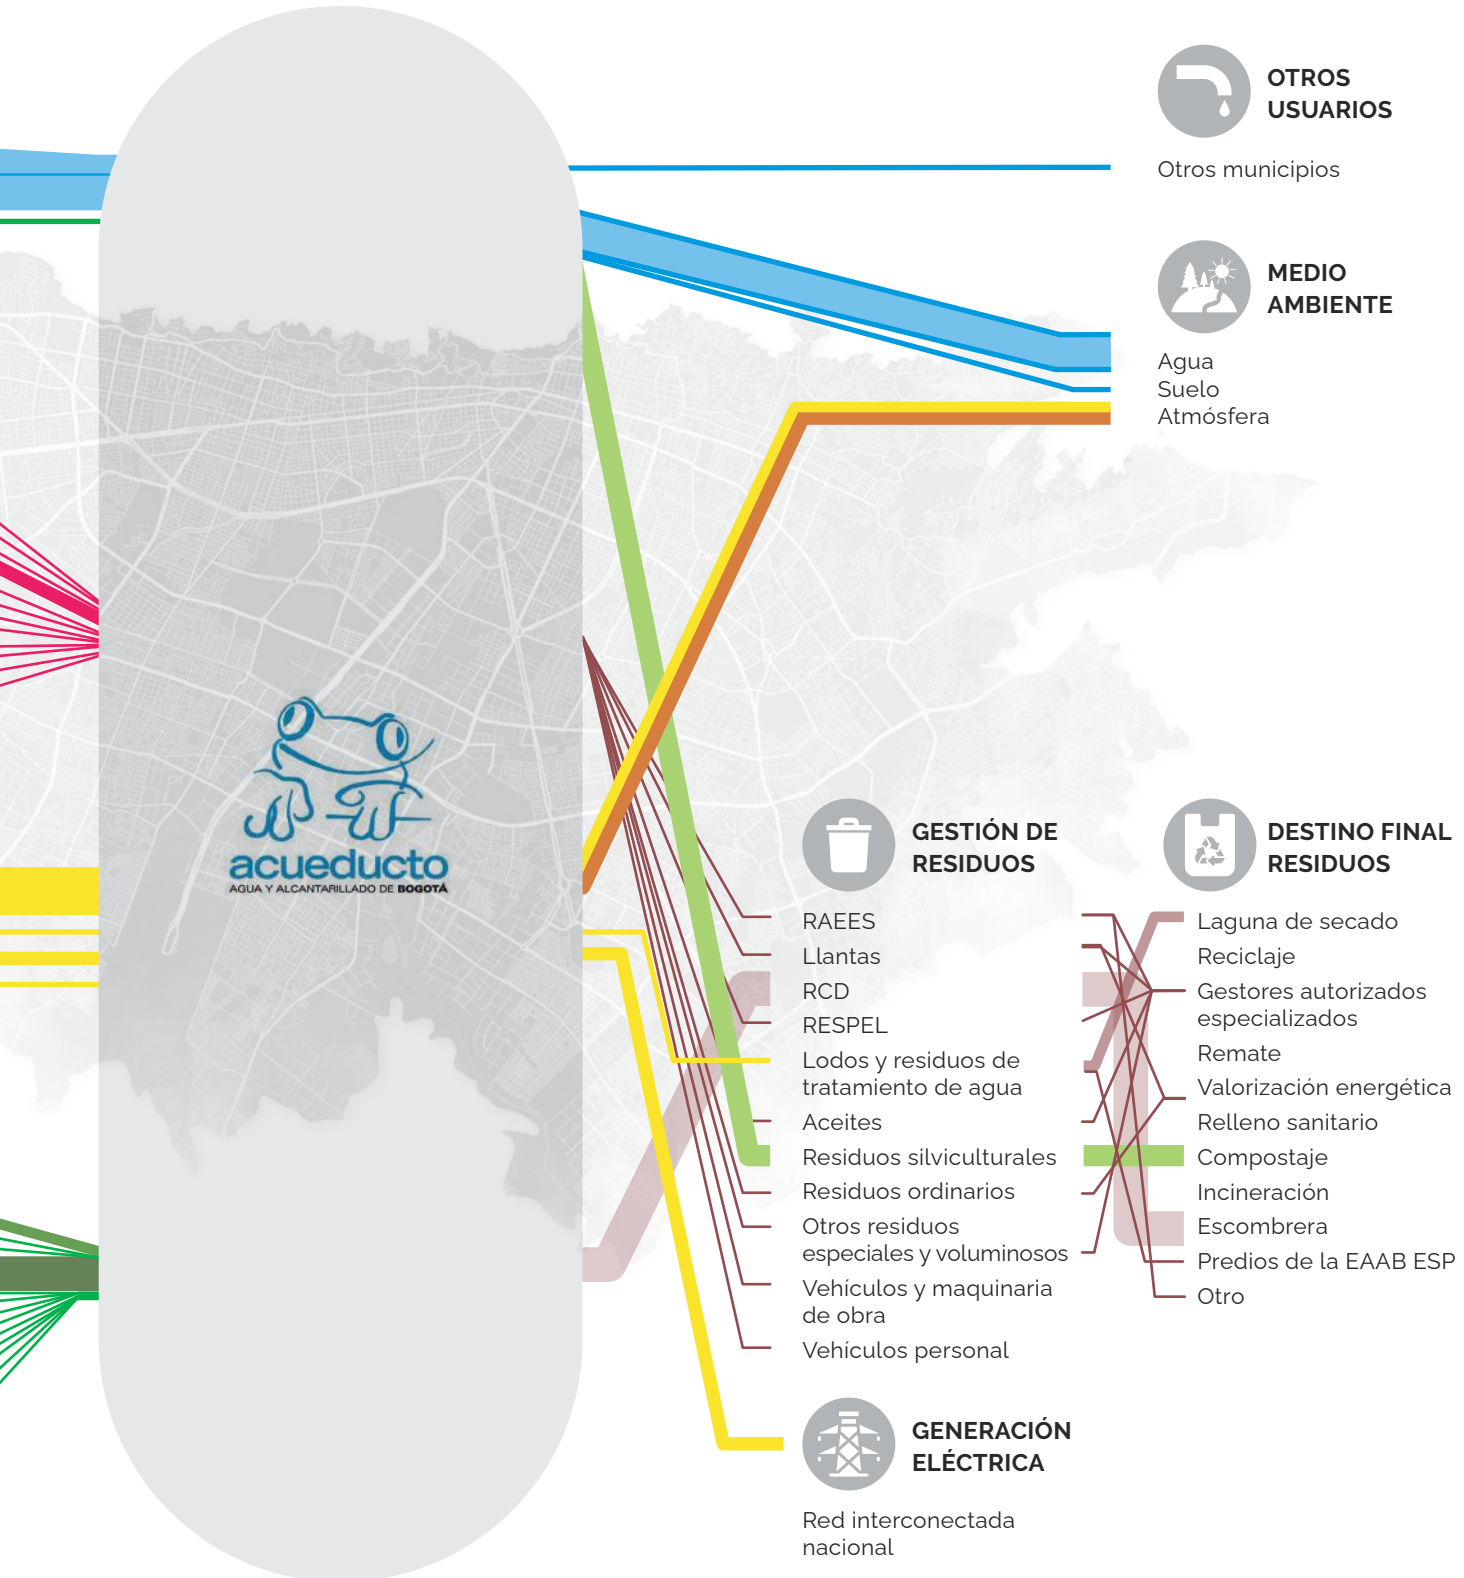 OTROS
USUARIOS
Otros municipios
MEDIO
AMBIENTE
Agua
Suelo
Atmósfera
acueducto
AGUA Y ALCANTARILLADO DE BOGOTÁ
GESTIÓN DE
RESIDUOS
RAEES
Llantas
RCD
RESPEL
Lodos y residuos de
tratamiento de agua
Aceites
Residuos silviculturales
Residuos ordinarios
Otros residuos
especiales y voluminosos
Vehículos y maquinaria
de obra
Vehículos personal
DESTINO FINAL
RESIDUOS
Laguna de secado
Reciclaje
Gestores autorizados
especializados
Remate
Valorización energética
Relleno sanitario
Compostaje
Incineración
Escombrera
Predios de la EAAB ESP
Otro
GENERACIÓN
ELÉCTRICA
Red interconectada
nacional